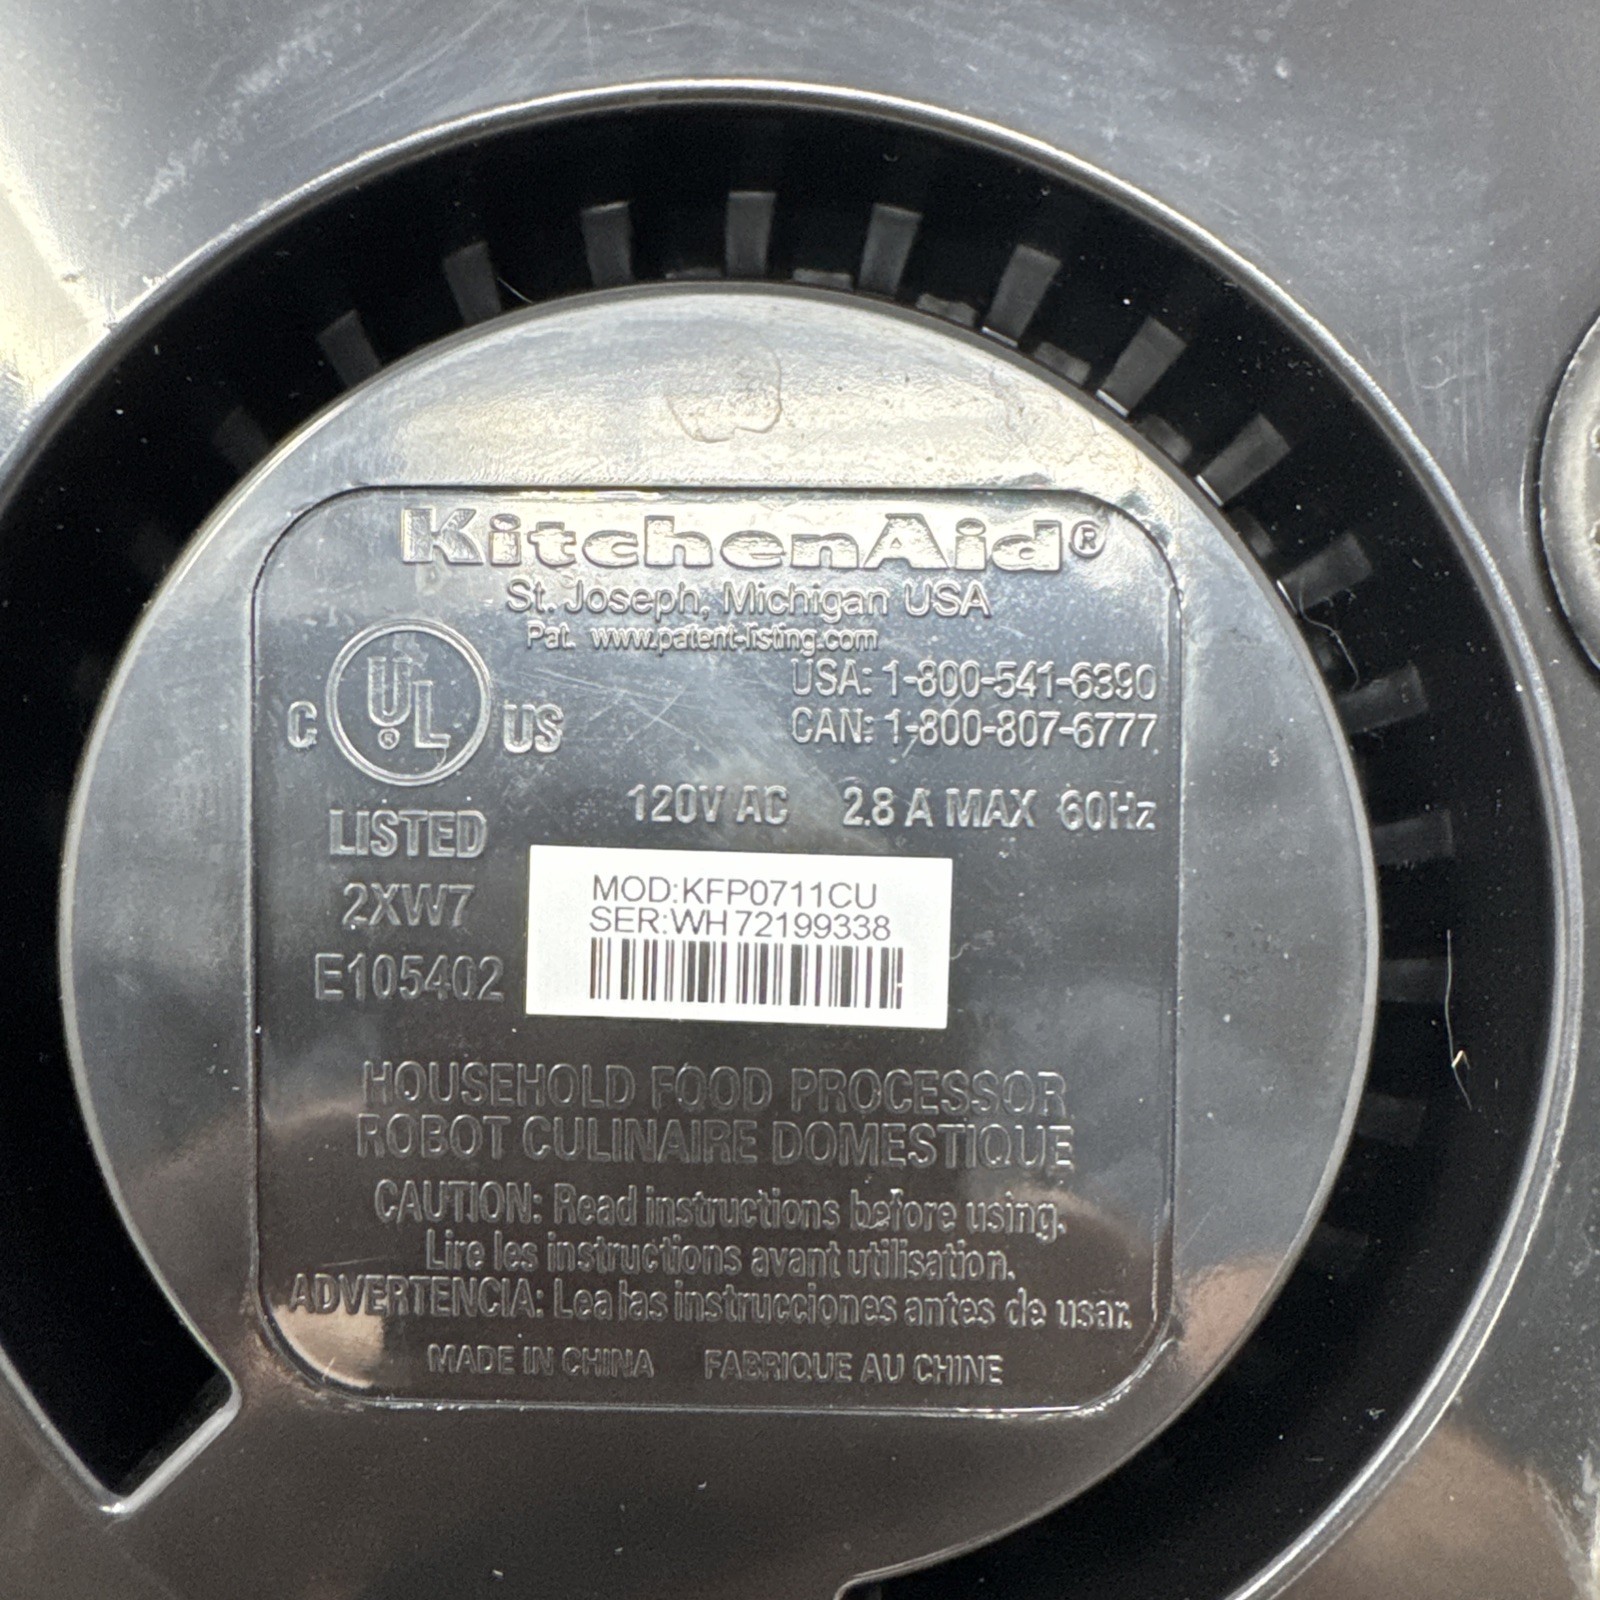 KitchenAid®
St. Joseph, Michigan USA
Pat. www.patent-listing.com
USA: 1-800-541-6390
CAN: 1-800-807-6777
C UL® US
LISTED
2XW7
E105402
120V AC 2.8 A MAX 60Hz
MOD:KFP0711CU
SER:WH72199338
HOUSEHOLD FOOD PROCESSOR
ROBOT CULINAIRE DOMESTIQUE
CAUTION: Read instructions before using.
Lire les instructions avant utilisation.
ADVERTENCIA: Lea las instrucciones antes de usar.
MADE IN CHINA FABRIQUE AU CHINE